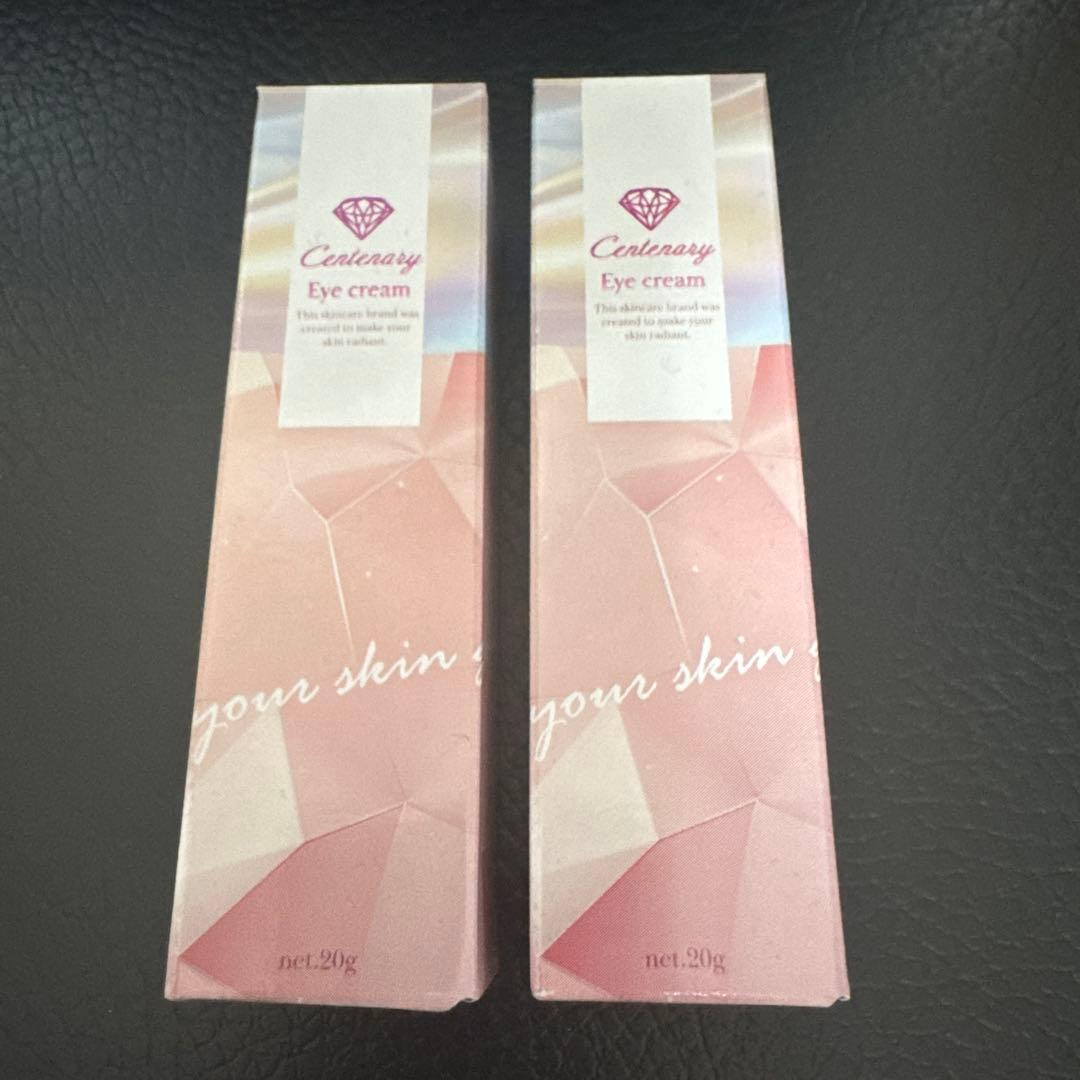 Centenary
Eye cream
This skincare brand was
created to make your
skin radiant.
your skin
net.20g
Centenary
Eye cream
This skincare brand was
created to make your
skin radiant.
your skin
net.20g